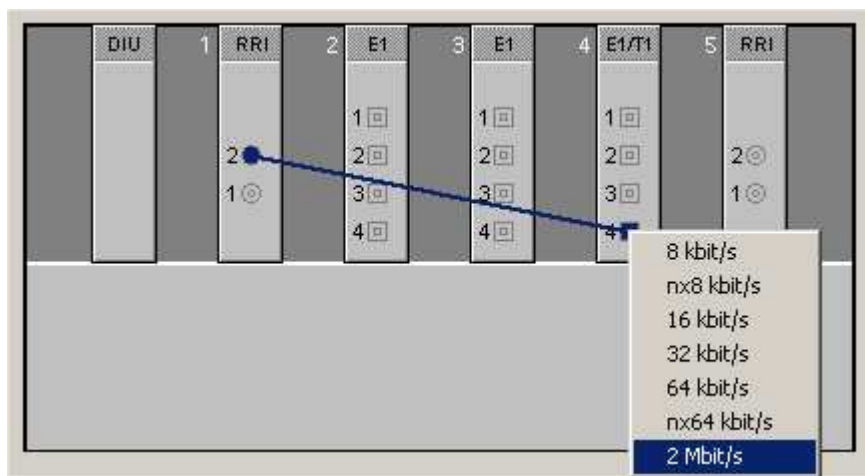 DIU 1 RRI 2 E1 3 E1 4 E1/T1 5 RRI
1 1 1
2 2 2 2 2
1 3 3 3 1
4 4 4
8 kbit/s
nx8 kbit/s
16 kbit/s
32 kbit/s
64 kbit/s
nx64 kbit/s
2 Mbit/s